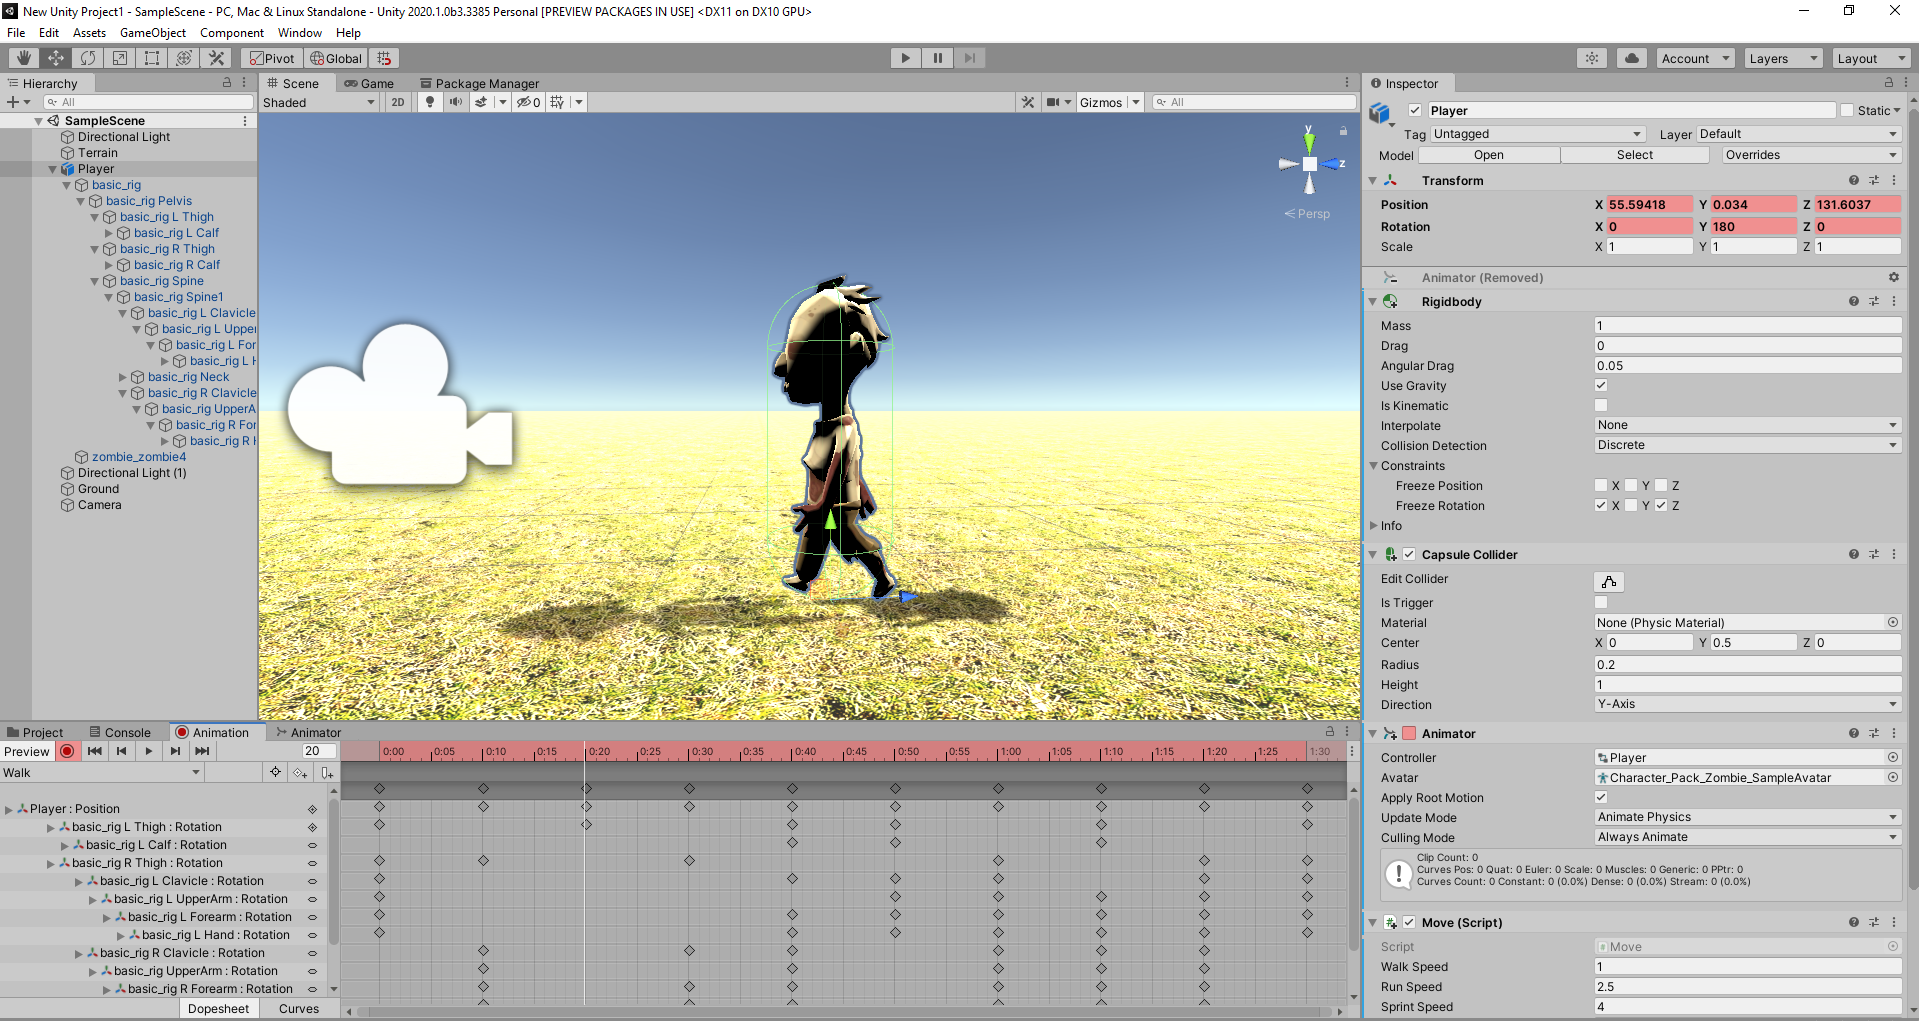 New Unity Project1 - SampleScene - PC, Mac & Linux Standalone - Unity 2020.1.0b3.3385 Personal [PREVIEW PACKAGES IN USE] <DX11 on DX10 GPU>
File Edit Assets GameObject Component Window Help
Pivot Global Account Layers Layout
Hierarchy
All
SampleScene
Directional Light
Terrain
Player
basic_rig
basic_rig Pelvis
basic_rig L Thigh
basic_rig L Calf
basic_rig R Thigh
basic_rig R Calf
basic_rig Spine
basic_rig Spine1
basic_rig L Clavicle
basic_rig L Upper
basic_rig L For
basic_rig L H
basic_rig Neck
basic_rig R Clavicle
basic_rig UpperA
basic_rig R For
basic_rig R H
zombie_zombie4
Directional Light (1)
Ground
Camera
Scene Game Package Manager
Shaded 2D 0 Gizmos All
y
z
Persp
Inspector
Player Static
Tag Untagged Layer Default
Model Open Select Overrides
Transform
Position X 55.59418 Y 0.034 Z 131.6037
Rotation X 0 Y 180 Z 0
Scale X 1 Y 1 Z 1
Animator (Removed)
Rigidbody
Mass 1
Drag 0
Angular Drag 0.05
Use Gravity
Is Kinematic
Interpolate None
Collision Detection Discrete
Constraints
Freeze Position X Y Z
Freeze Rotation X Y Z
Info
Capsule Collider
Edit Collider
Is Trigger
Material None (Physic Material)
Center X 0 Y 0.5 Z 0
Radius 0.2
Height 1
Direction Y-Axis
Animator
Controller Player
Avatar Character_Pack_Zombie_SampleAvatar
Apply Root Motion
Update Mode Animate Physics
Culling Mode Always Animate
Clip Count: 0
Curves Pos: 0 Quat: 0 Euler: 0 Scale: 0 Muscles: 0 Generic: 0 PPtr: 0
Curves Count: 0 Constant: 0 (0.0%) Dense: 0 (0.0%) Stream: 0 (0.0%)
Move (Script)
Script Move
Walk Speed 1
Run Speed 2.5
Sprint Speed 4
Project Console Animation Animator
Preview 20 0:00 0:05 0:10 0:15 0:20 0:25 0:30 0:35 0:40 0:45 0:50 0:55 1:00 1:05 1:10 1:15 1:20 1:25 1:30
Walk
Player : Position
basic_rig L Thigh : Rotation
basic_rig L Calf : Rotation
basic_rig R Thigh : Rotation
basic_rig L Clavicle : Rotation
basic_rig L UpperArm : Rotation
basic_rig L Forearm : Rotation
basic_rig L Hand : Rotation
basic_rig R Clavicle : Rotation
basic_rig UpperArm : Rotation
basic_rig R Forearm : Rotation
Dopesheet Curves